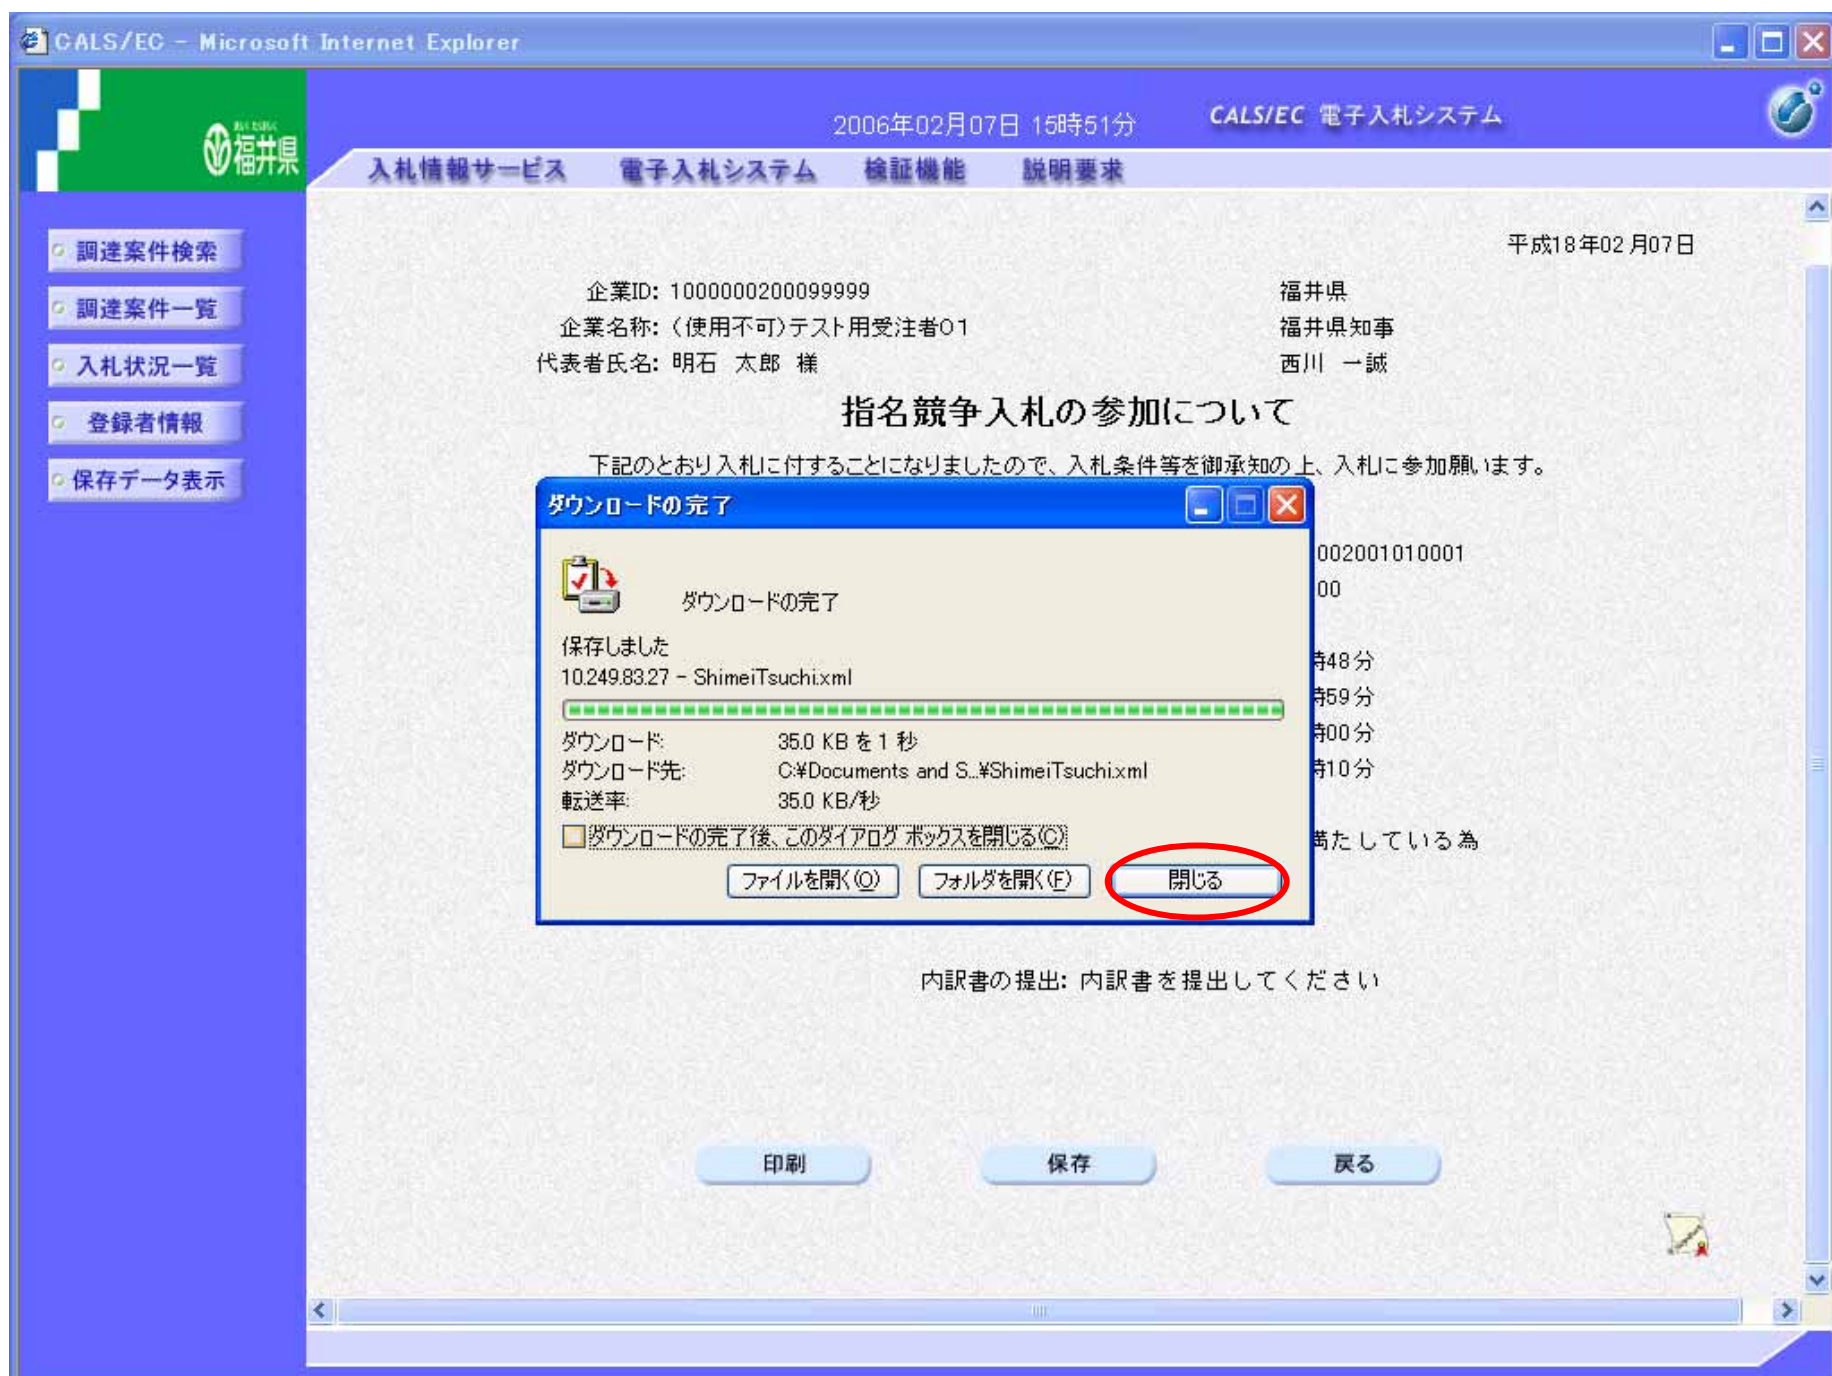 CALS/EC - Microsoft Internet Explorer
福井県
2006年02月07日 15時51分
CALS/EC 電子入札システム
入札情報サービス 電子入札システム 検証機能 説明要求
調達案件検索
調達案件一覧
入札状況一覧
登録者情報
保存データ表示
平成18年02月07日
企業ID: 1000000200099999 福井県
企業名称: (使用不可)テスト用受注者01 福井県知事
代表者氏名: 明石 太郎 様 西川 一誠
指名競争入札の参加について
下記のとおり入札に付することになりましたので、入札条件等を御承知の上、入札に参加願います。
ダウンロードの完了
002001010001
00
ダウンロードの完了
保存しました
10.249.83.27 - ShimeiTsuchi.xml
時48分
時59分
時00分
時10分
ダウンロード: 35.0 KB を 1 秒
ダウンロード先: C:¥Documents and S...¥ShimeiTsuchi.xml
転送率: 35.0 KB/秒
ダウンロードの完了後、このダイアログ ボックスを閉じる(C)
満たしている為
ファイルを開く(O) フォルダを開く(F) 閉じる
内訳書の提出: 内訳書を提出してください
印刷 保存 戻る